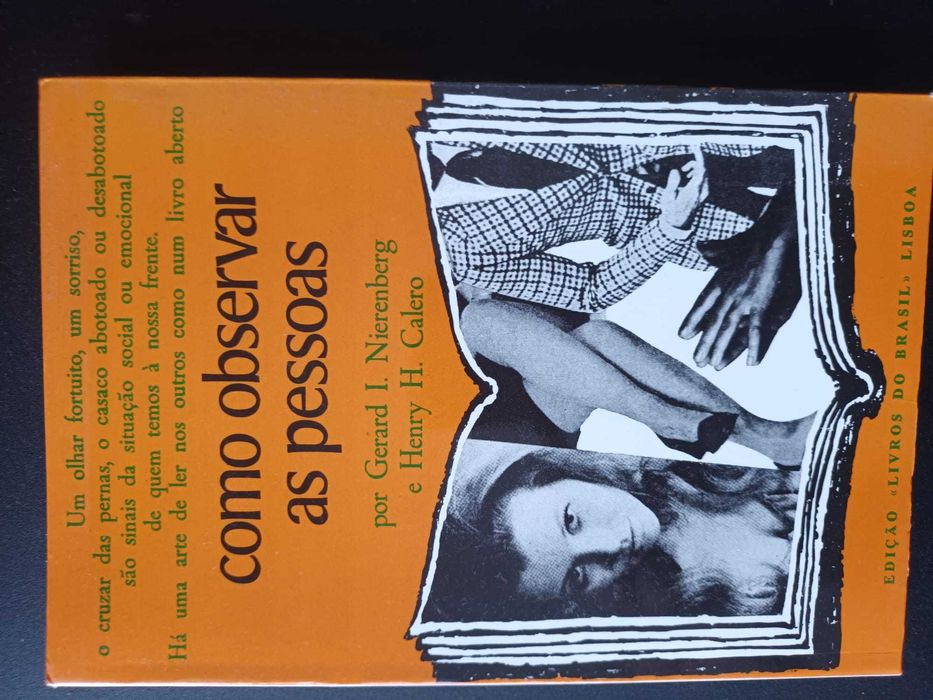 Um olhar fortuito, um sorriso,
o cruzar das pernas, o casaco abotoado ou desabotoado
são sinais da situação social ou emocional
de quem temos à nossa frente.
Há uma arte de ler nos outros como num livro aberto
como observar
as pessoas
por Gerard I. Nierenberg
e Henry H. Calero
EDIÇÃO «LIVROS DO BRASIL» LISBOA